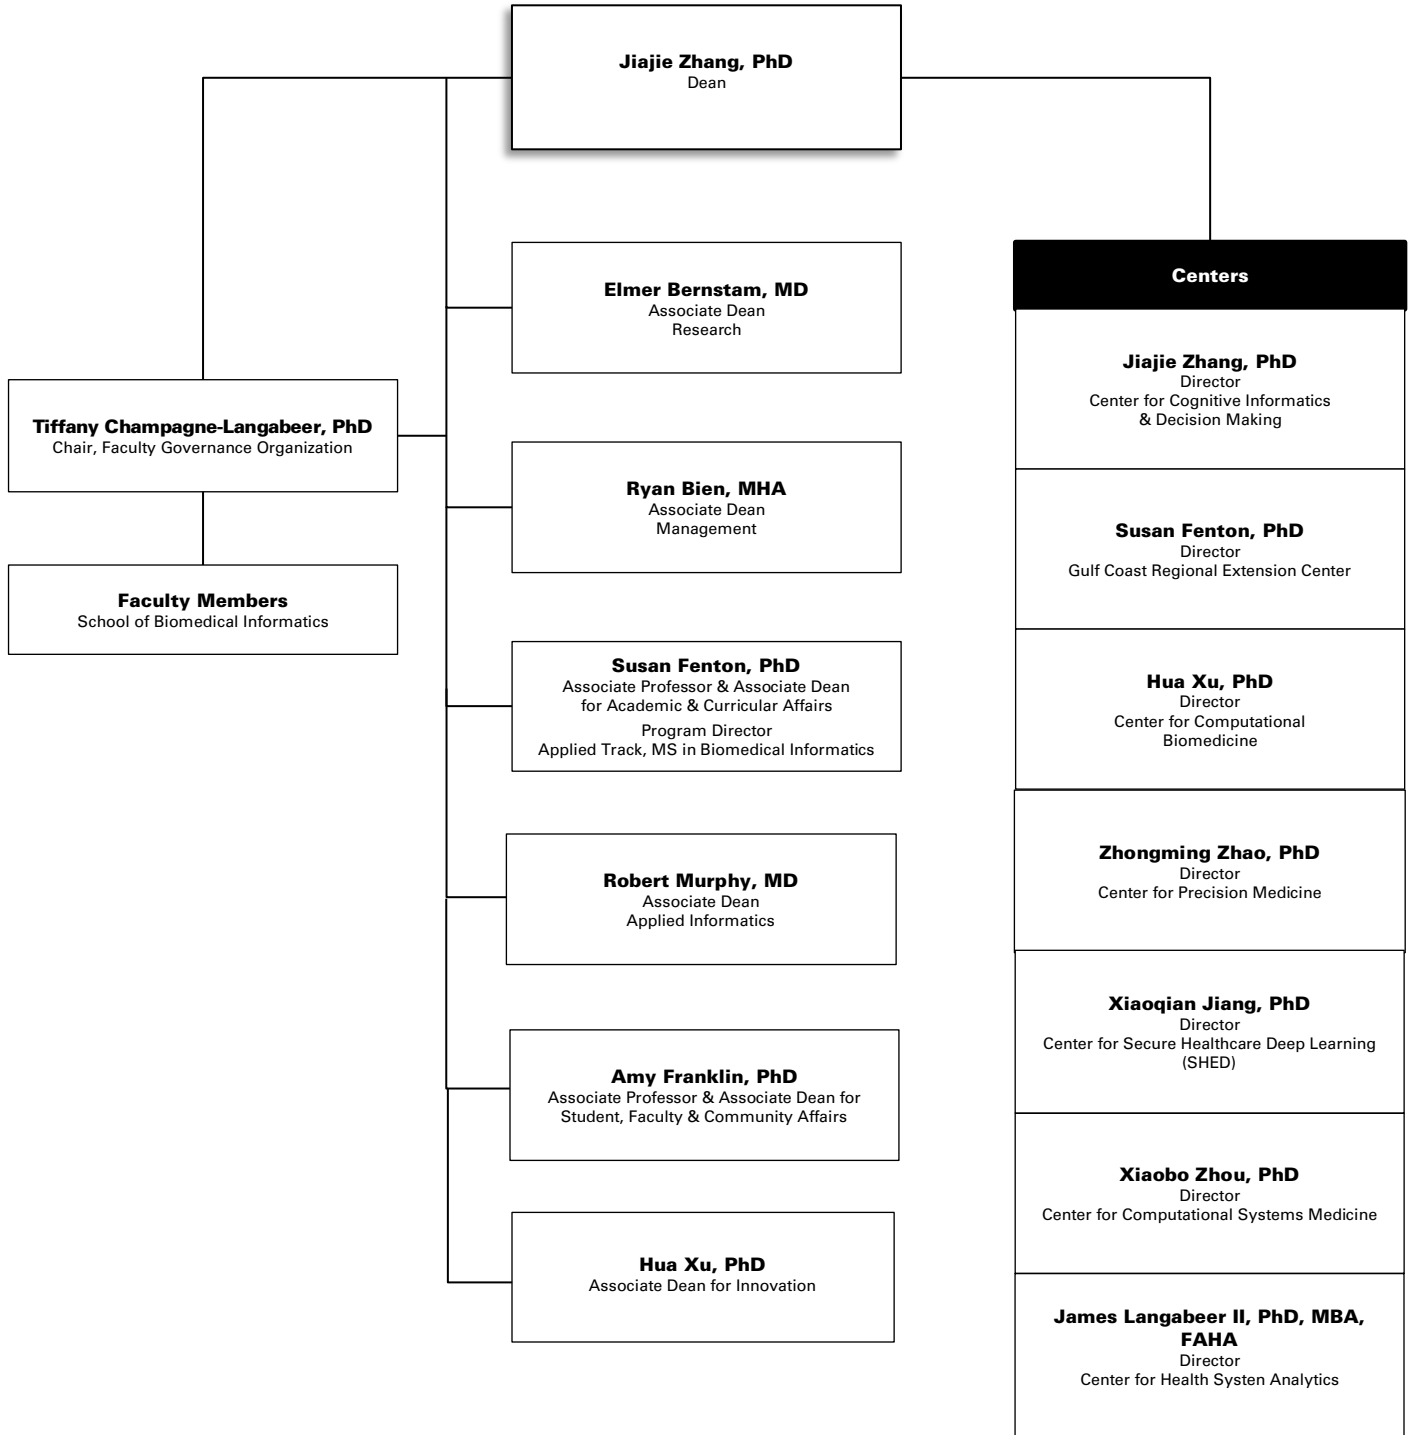 Jiajie Zhang, PhD
Dean
Tiffany Champagne-Langabeer, PhD
Chair, Faculty Governance Organization
Faculty Members
School of Biomedical Informatics
Elmer Bernstam, MD
Associate Dean
Research
Ryan Bien, MHA
Associate Dean
Management
Susan Fenton, PhD
Associate Professor & Associate Dean
for Academic & Curricular Affairs
Program Director
Applied Track, MS in Biomedical Informatics
Robert Murphy, MD
Associate Dean
Applied Informatics
Amy Franklin, PhD
Associate Professor & Associate Dean for
Student, Faculty & Community Affairs
Hua Xu, PhD
Associate Dean for Innovation
Centers
Jiajie Zhang, PhD
Director
Center for Cognitive Informatics
& Decision Making
Susan Fenton, PhD
Director
Gulf Coast Regional Extension Center
Hua Xu, PhD
Director
Center for Computational
Biomedicine
Zhongming Zhao, PhD
Director
Center for Precision Medicine
Xiaoqian Jiang, PhD
Director
Center for Secure Healthcare Deep Learning
(SHED)
Xiaobo Zhou, PhD
Director
Center for Computational Systems Medicine
James Langabeer II, PhD, MBA,
FAHA
Director
Center for Health Systen Analytics